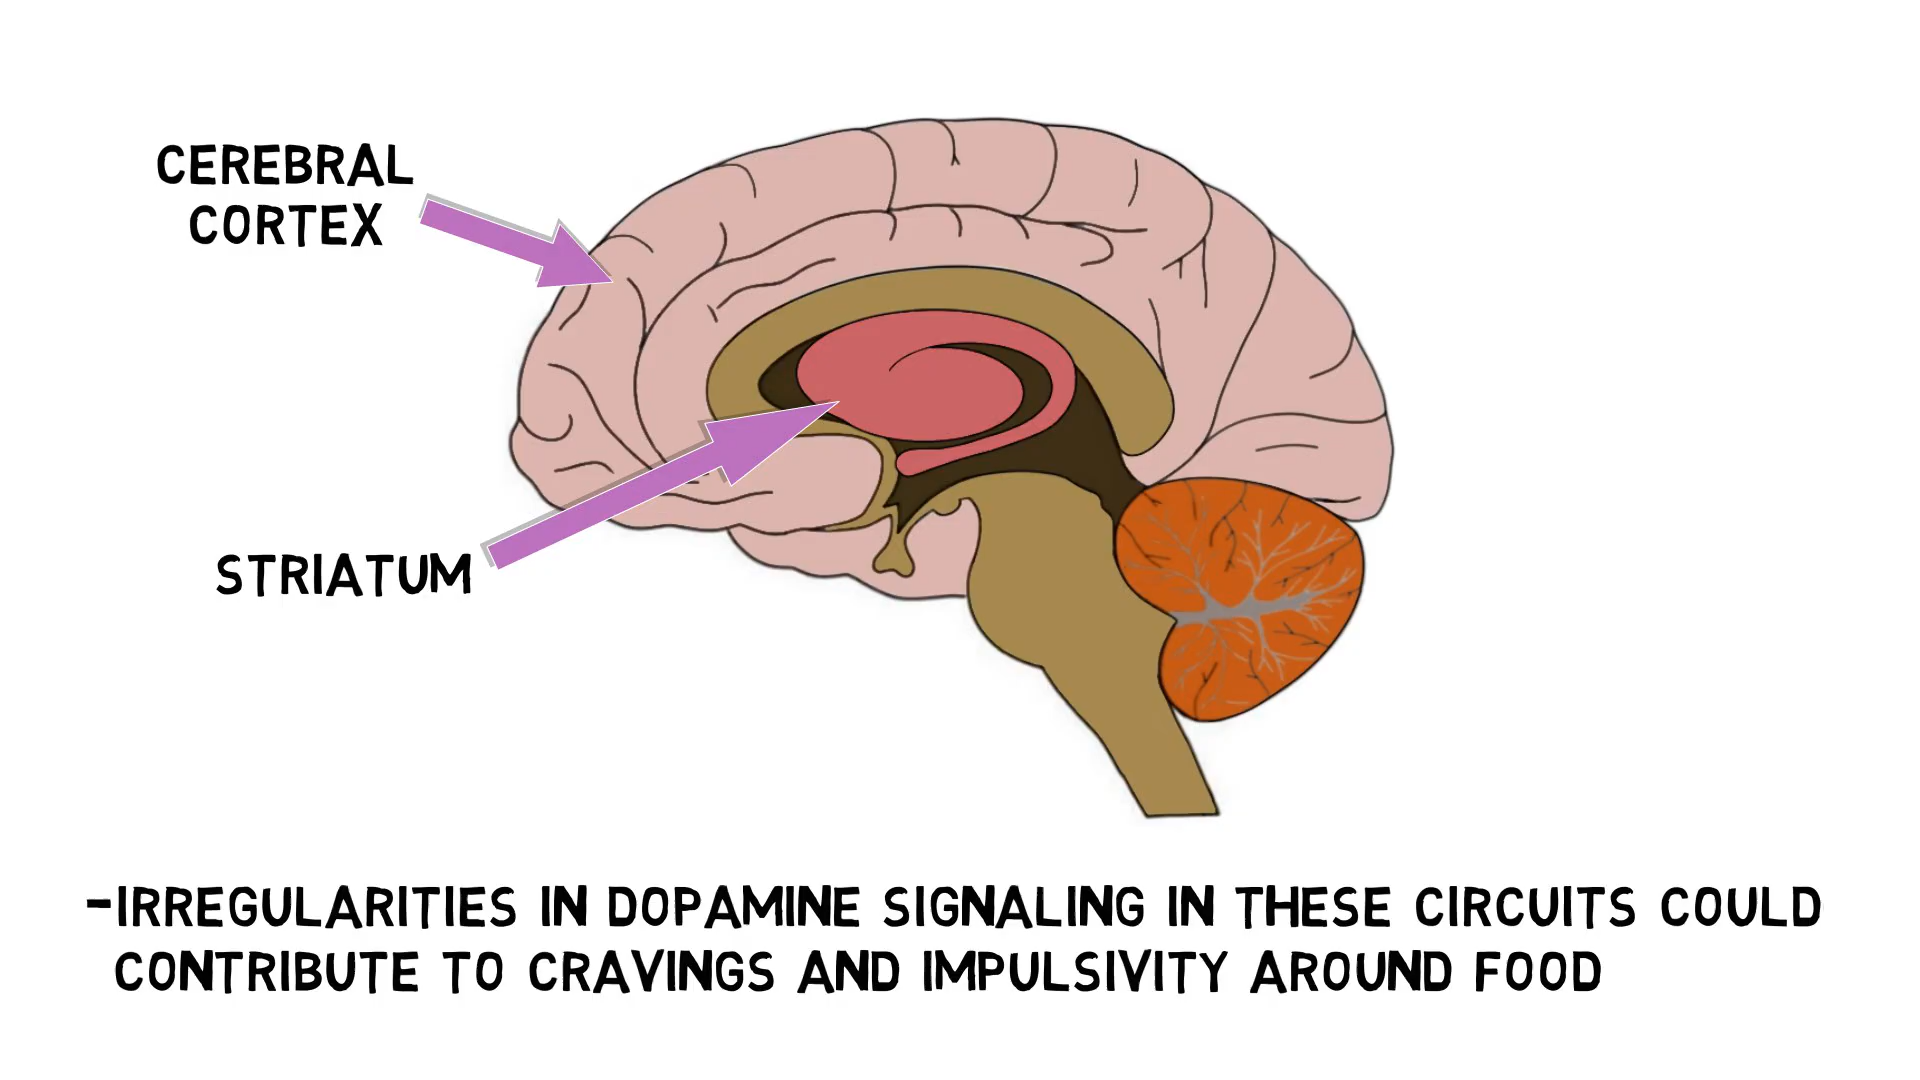 CEREBRAL
CORTEX
STRIATUM
-IRREGULARITIES IN DOPAMINE SIGNALING IN THESE CIRCUITS COULD
CONTRIBUTE TO CRAVINGS AND IMPULSIVITY AROUND FOOD